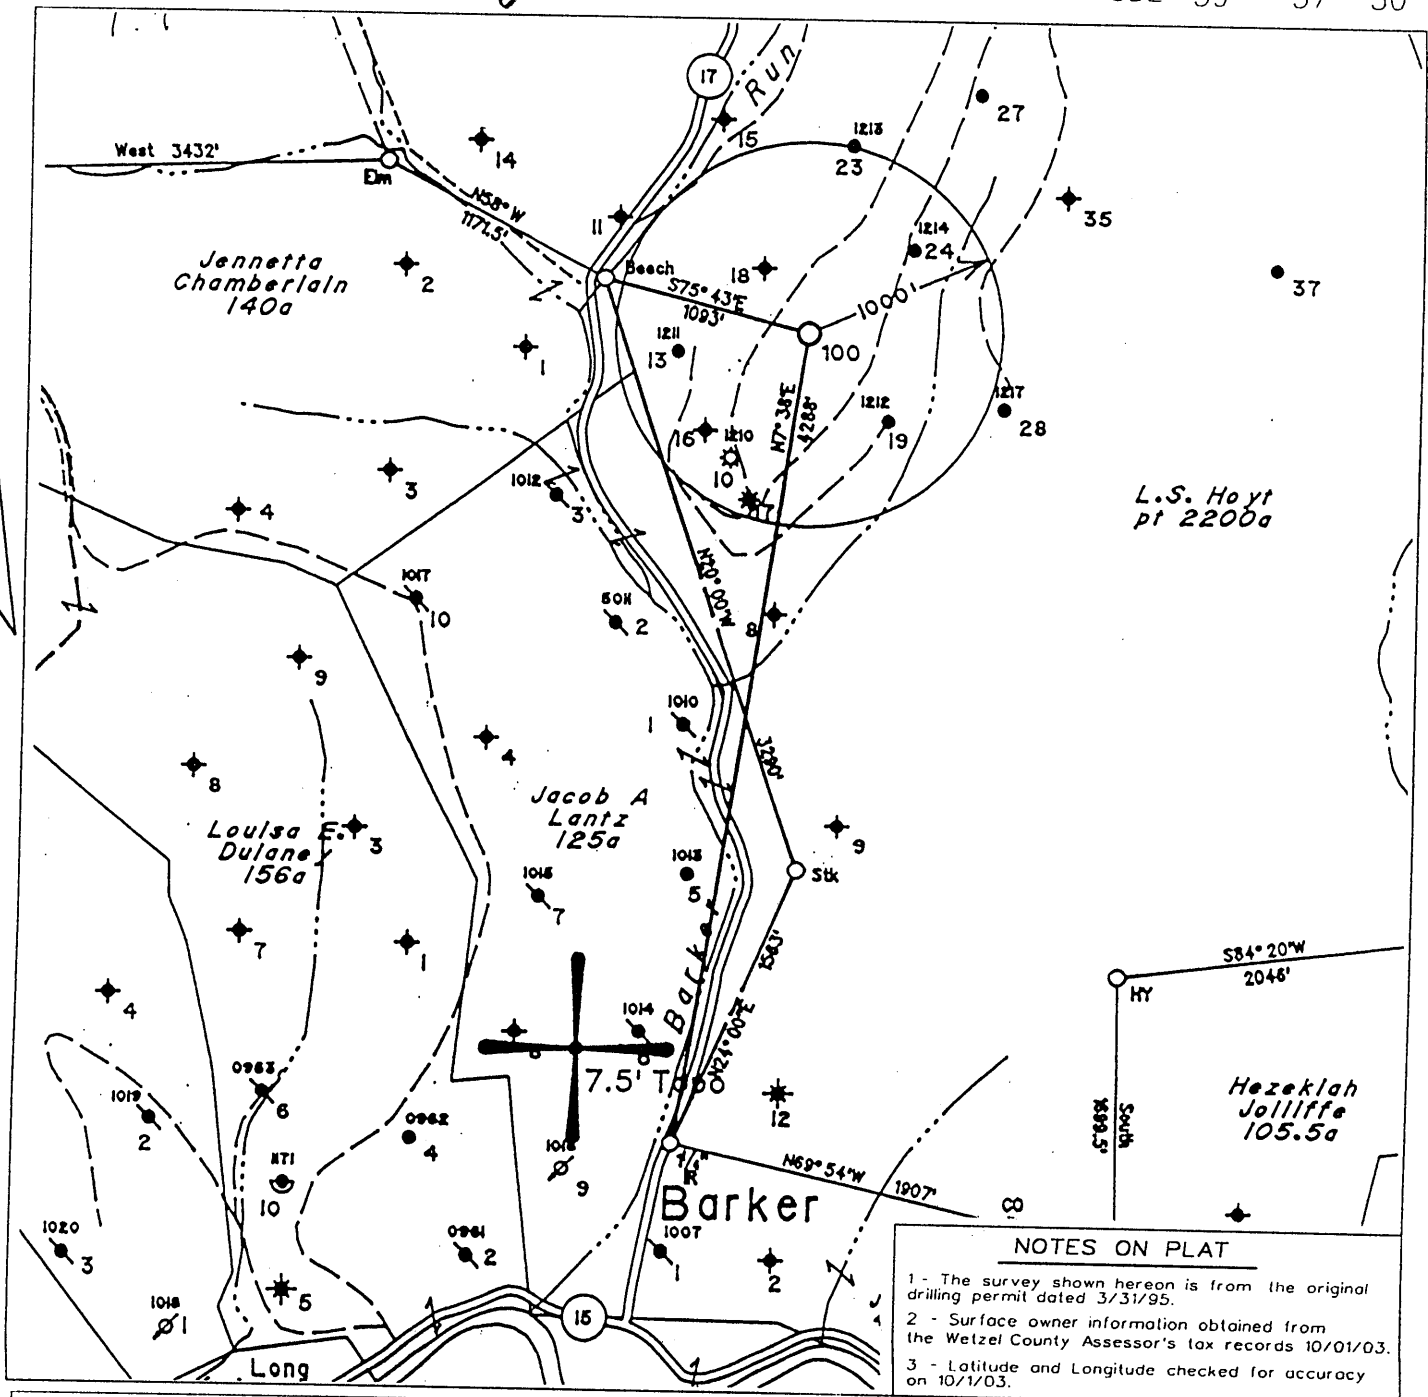 17
Run
15
1213
23
27
14
West 3432'
Elm
N58° W
1171.5'
11
35
1214
24
Jennetta
Chamberlain
140a
2
Beech
18
S75° 43'E
1093'
1000'
37
1211
13
100
1
N7° 38'E
4288'
1212
19
1217
28
16
1210
10
17
3
1012
3
4
L.S. Hoyt
pt 2200a
N20° 00'W
1017
10
2
8
9
1010
1
4
3290'
8
Jacob A
Lantz
125a
Louisa E.
Dulaney
156a
3
9
1013
5
Stk
1015
7
7
1
1583'
Barker
S84° 20'W
2046'
HY
4
1014
8
N24° 00'E
7.5' Topo
0963
6
12
Hezekiah
Jolliffe
105.5a
South
1699.5'
1019
2
0962
4
9
N69° 54'W
1907'
10
Barker
1020
3
0961
2
1007
1
2
5
1018
1
15
Long
NOTES ON PLAT
1 - The survey shown hereon is from the original
drilling permit dated 3/31/95.
2 - Surface owner information obtained from
the Wetzel County Assessor's tax records 10/01/03.
3 - Latitude and Longitude checked for accuracy
on 10/1/03.